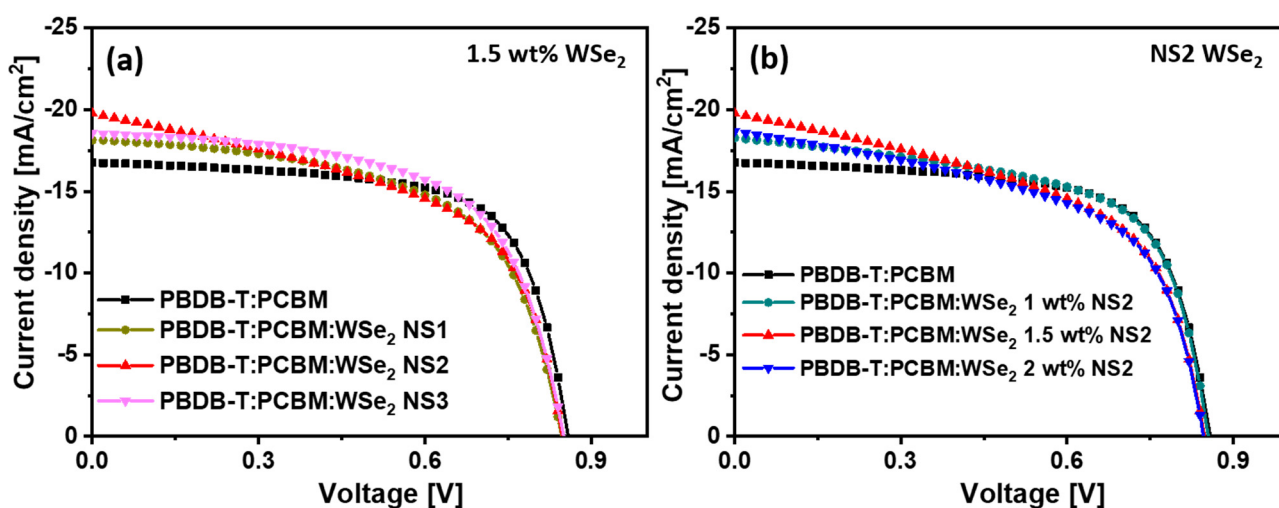 (a)
1.5 wt% WSe₂
Current density [mA/cm²]
-25
-20
-15
-10
-5
0
PBDB-T:PCBM
PBDB-T:PCBM:WSe₂ NS1
PBDB-T:PCBM:WSe₂ NS2
PBDB-T:PCBM:WSe₂ NS3
0.0 0.3 0.6 0.9
Voltage [V]
(b)
NS2 WSe₂
Current density [mA/cm²]
-25
-20
-15
-10
-5
0
PBDB-T:PCBM
PBDB-T:PCBM:WSe₂ 1 wt% NS2
PBDB-T:PCBM:WSe₂ 1.5 wt% NS2
PBDB-T:PCBM:WSe₂ 2 wt% NS2
0.0 0.3 0.6 0.9
Voltage [V]